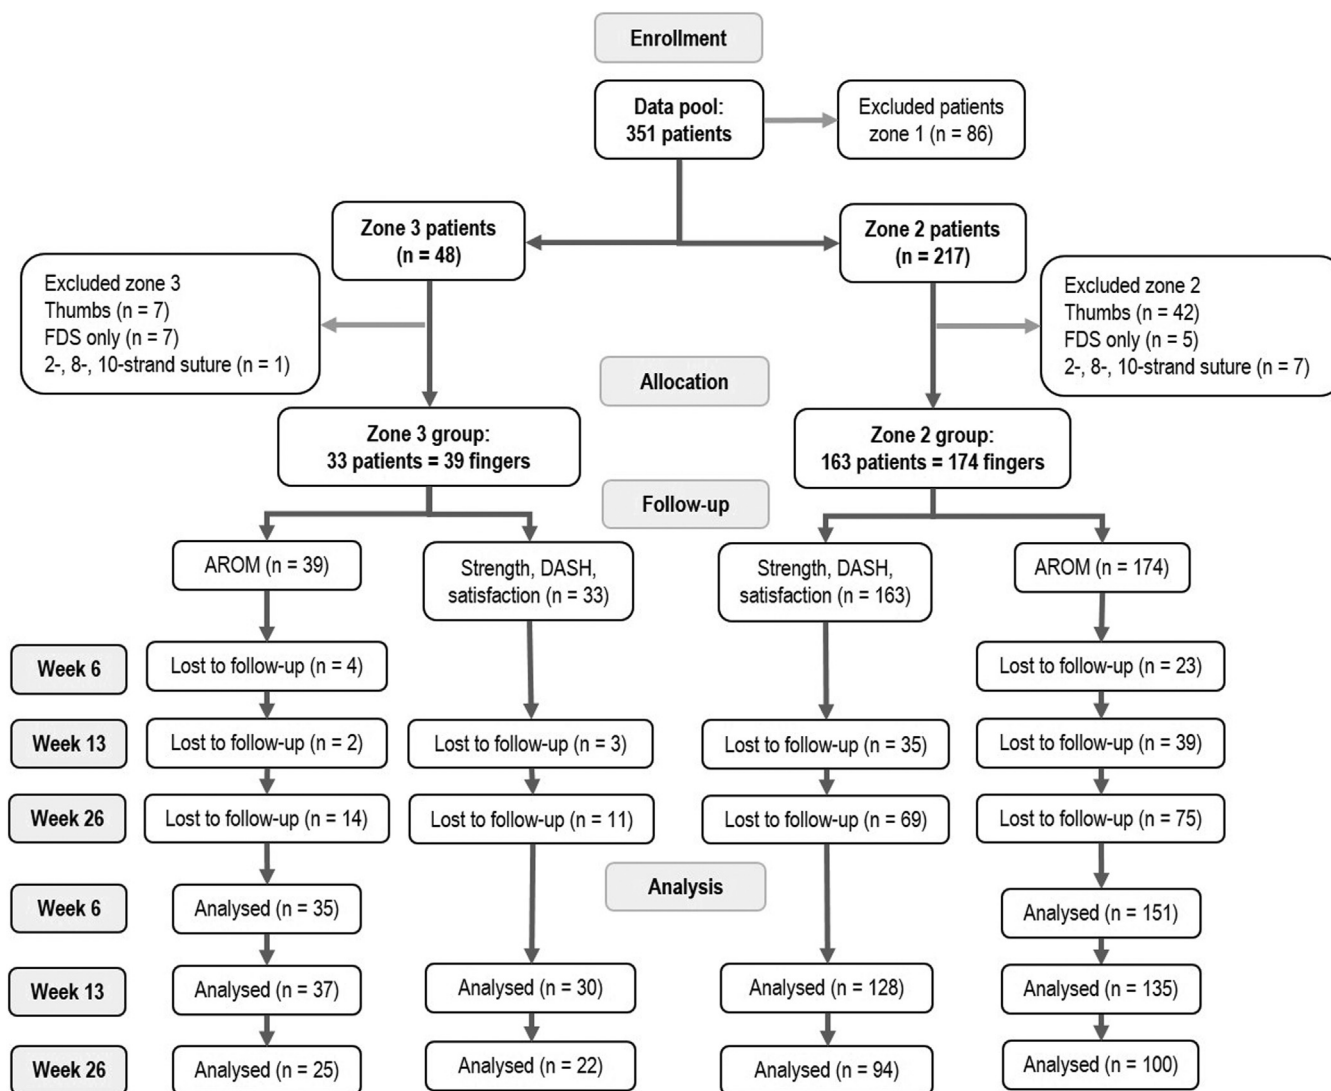 Enrollment
Data pool:
351 patients
Excluded patients
zone 1 (n = 86)
Zone 3 patients
(n = 48)
Zone 2 patients
(n = 217)
Excluded zone 3
Thumbs (n = 7)
FDS only (n = 7)
2-, 8-, 10-strand suture (n = 1)
Excluded zone 2
Thumbs (n = 42)
FDS only (n = 5)
2-, 8-, 10-strand suture (n = 7)
Allocation
Zone 3 group:
33 patients = 39 fingers
Zone 2 group:
163 patients = 174 fingers
Follow-up
AROM (n = 39)
Strength, DASH,
satisfaction (n = 33)
Strength, DASH,
satisfaction (n = 163)
AROM (n = 174)
Week 6
Lost to follow-up (n = 4)
Lost to follow-up (n = 23)
Week 13
Lost to follow-up (n = 2)
Lost to follow-up (n = 3)
Lost to follow-up (n = 35)
Lost to follow-up (n = 39)
Week 26
Lost to follow-up (n = 14)
Lost to follow-up (n = 11)
Lost to follow-up (n = 69)
Lost to follow-up (n = 75)
Analysis
Week 6
Analysed (n = 35)
Analysed (n = 151)
Week 13
Analysed (n = 37)
Analysed (n = 30)
Analysed (n = 128)
Analysed (n = 135)
Week 26
Analysed (n = 25)
Analysed (n = 22)
Analysed (n = 94)
Analysed (n = 100)